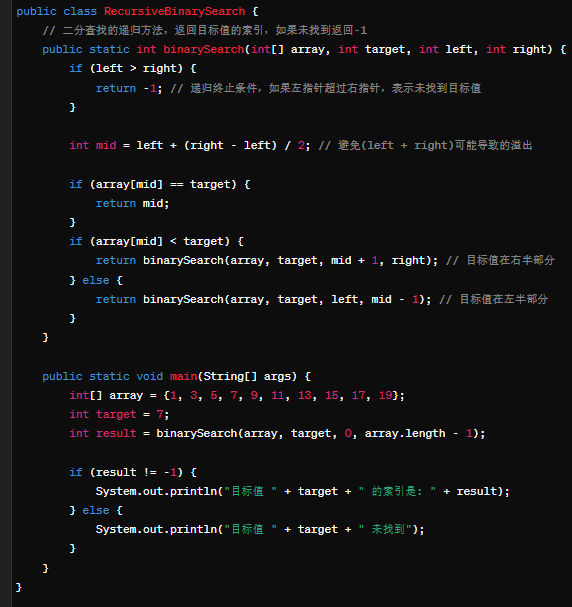 public class RecursiveBinarySearch {
    // 二分查找的递归方法，返回目标值的索引，如果未找到返回-1
    public static int binarySearch(int[] array, int target, int left, int right) {
        if (left > right) {
            return -1; // 递归终止条件，如果左指针超过右指针，表示未找到目标值
        }

        int mid = left + (right - left) / 2; // 避免(left + right)可能导致的溢出

        if (array[mid] == target) {
            return mid;
        }
        if (array[mid] < target) {
            return binarySearch(array, target, mid + 1, right); // 目标值在右半部分
        } else {
            return binarySearch(array, target, left, mid - 1); // 目标值在左半部分
        }
    }

    public static void main(String[] args) {
        int[] array = {1, 3, 5, 7, 9, 11, 13, 15, 17, 19};
        int target = 7;
        int result = binarySearch(array, target, 0, array.length - 1);

        if (result != -1) {
            System.out.println("目标值 " + target + " 的索引是: " + result);
        } else {
            System.out.println("目标值 " + target + " 未找到");
        }
    }
}